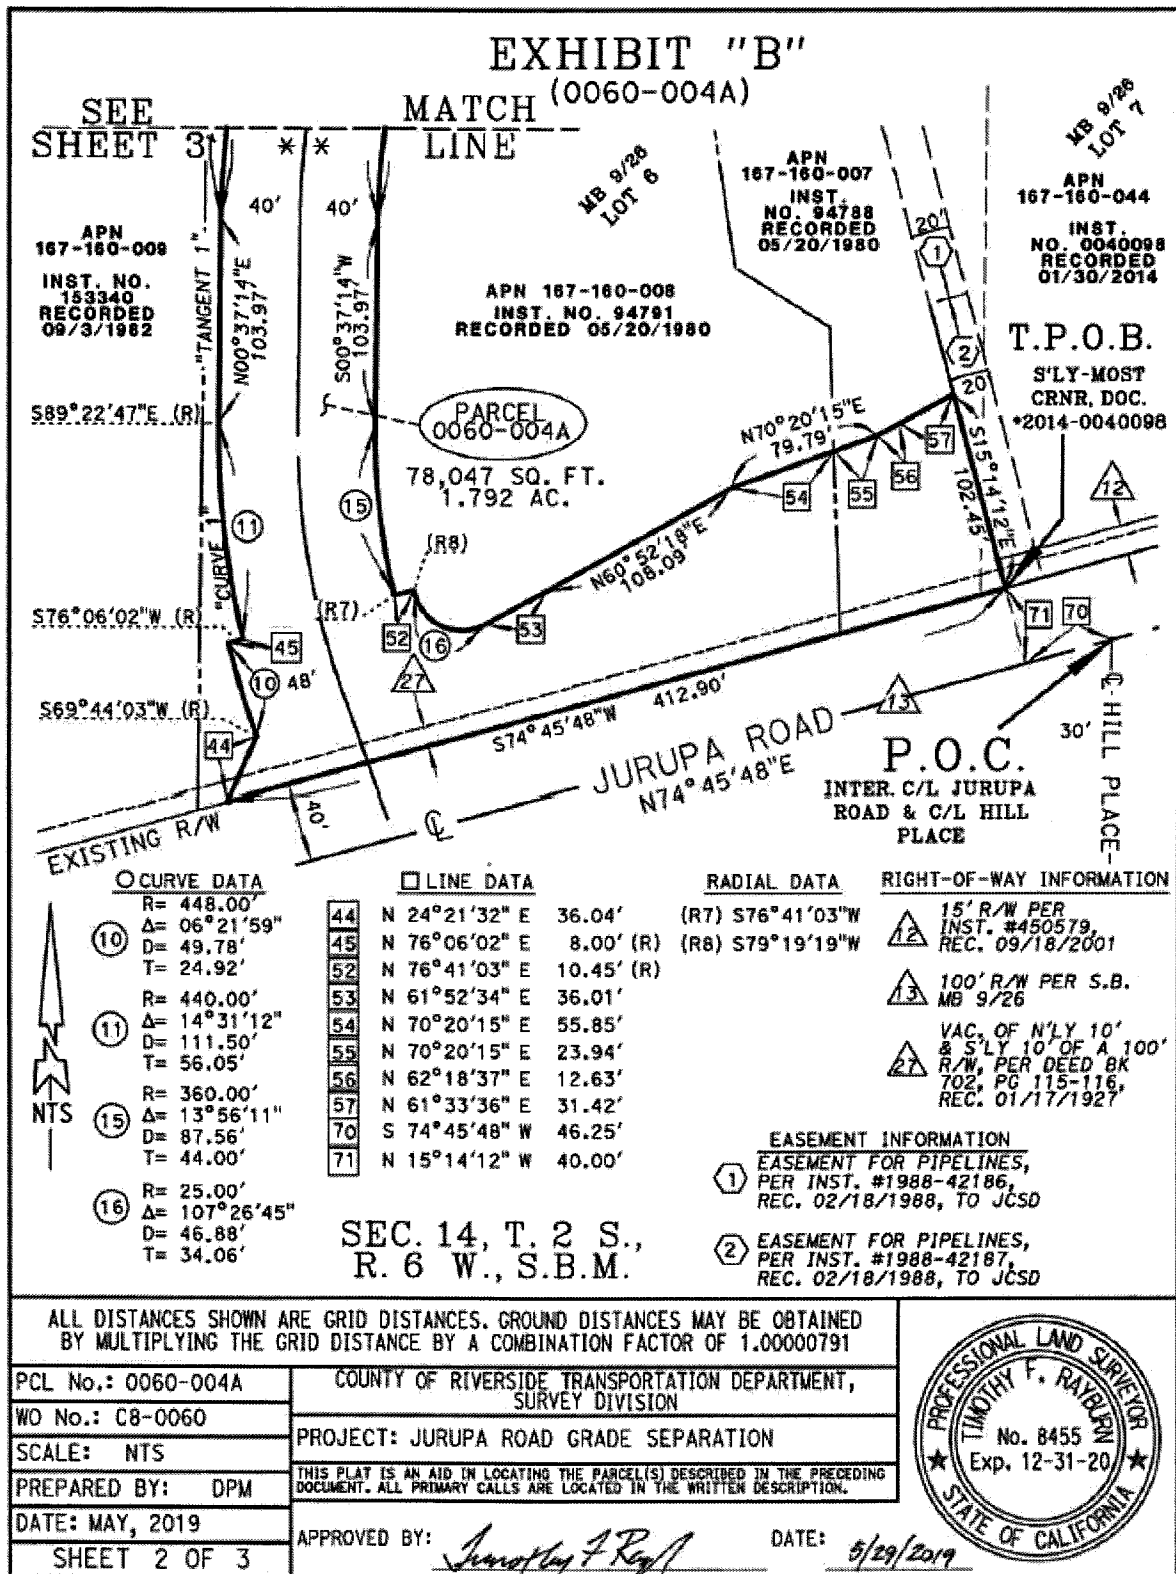 EXHIBIT "B"
(0060-004A)
SEE
SHEET 3
MATCH
LINE
* *
MB 9/26
LOT 6
MB 9/26
LOT 7
APN
167-160-007
INST.
NO. 94788
RECORDED
05/20/1980
APN
167-160-044
INST.
NO. 0040098
RECORDED
01/30/2014
APN
167-160-009
INST. NO.
153340
RECORDED
09/3/1982
"TANGENT 1"
40'
40'
N00°37'14"E
103.97'
S00°37'14"W
103.97'
APN 167-160-008
INST. NO. 94791
RECORDED 05/20/1980
20'
1
2
20'
T.P.O.B.
S'LY-MOST
CRNR, DOC.
*2014-0040098
S89°22'47"E (R)
PARCEL
0060-004A
78,047 SQ. FT.
1.792 AC.
N70°20'15"E
79.79'
57
56
55
54
S15°14'12"E
102.45'
12
11
15
"CURVE 1"
(R8)
(R7)
N60°52'18"E
108.09'
S76°06'02"W (R)
45
52
16
53
27
71
70
10
48'
S69°44'03"W (R)
44
S74°45'48"W 412.90'
13
JURUPA ROAD
N74°45'48"E
P.O.C.
INTER. C/L JURUPA
ROAD & C/L HILL
PLACE
30'
℄ HILL PLACE
40'
℄
EXISTING R/W
○ CURVE DATA
10
R= 448.00'
Δ= 06°21'59"
D= 49.78'
T= 24.92'
11
R= 440.00'
Δ= 14°31'12"
D= 111.50'
T= 56.05'
15
R= 360.00'
Δ= 13°56'11"
D= 87.56'
T= 44.00'
16
R= 25.00'
Δ= 107°26'45"
D= 46.88'
T= 34.06'
NTS
□ LINE DATA
44 N 24°21'32" E 36.04'
45 N 76°06'02" E 8.00' (R)
52 N 76°41'03" E 10.45' (R)
53 N 61°52'34" E 36.01'
54 N 70°20'15" E 55.85'
55 N 70°20'15" E 23.94'
56 N 62°18'37" E 12.63'
57 N 61°33'36" E 31.42'
70 S 74°45'48" W 46.25'
71 N 15°14'12" W 40.00'
RADIAL DATA
(R7) S76°41'03"W
(R8) S79°19'19"W
RIGHT-OF-WAY INFORMATION
12
15' R/W PER
INST. #450579,
REC. 09/18/2001
13
100' R/W PER S.B.
MB 9/26
27
VAC. OF N'LY 10'
& S'LY 10' OF A 100'
R/W, PER DEED BK
702, PG 115-116,
REC. 01/17/1927
EASEMENT INFORMATION
1
EASEMENT FOR PIPELINES,
PER INST. #1988-42186,
REC. 02/18/1988, TO JCSD
2
EASEMENT FOR PIPELINES,
PER INST. #1988-42187,
REC. 02/18/1988, TO JCSD
SEC. 14, T. 2 S.,
R. 6 W., S.B.M.
ALL DISTANCES SHOWN ARE GRID DISTANCES. GROUND DISTANCES MAY BE OBTAINED
BY MULTIPLYING THE GRID DISTANCE BY A COMBINATION FACTOR OF 1.00000791
PCL No.: 0060-004A
WO No.: C8-0060
SCALE: NTS
PREPARED BY: DPM
DATE: MAY, 2019
SHEET 2 OF 3
COUNTY OF RIVERSIDE TRANSPORTATION DEPARTMENT,
SURVEY DIVISION
PROJECT: JURUPA ROAD GRADE SEPARATION
THIS PLAT IS AN AID IN LOCATING THE PARCEL(S) DESCRIBED IN THE PRECEDING
DOCUMENT. ALL PRIMARY CALLS ARE LOCATED IN THE WRITTEN DESCRIPTION.
APPROVED BY:
DATE: 5/29/2019
PROFESSIONAL LAND SURVEYOR
TIMOTHY F. RAYBURN
No. 8455
Exp. 12-31-20
STATE OF CALIFORNIA